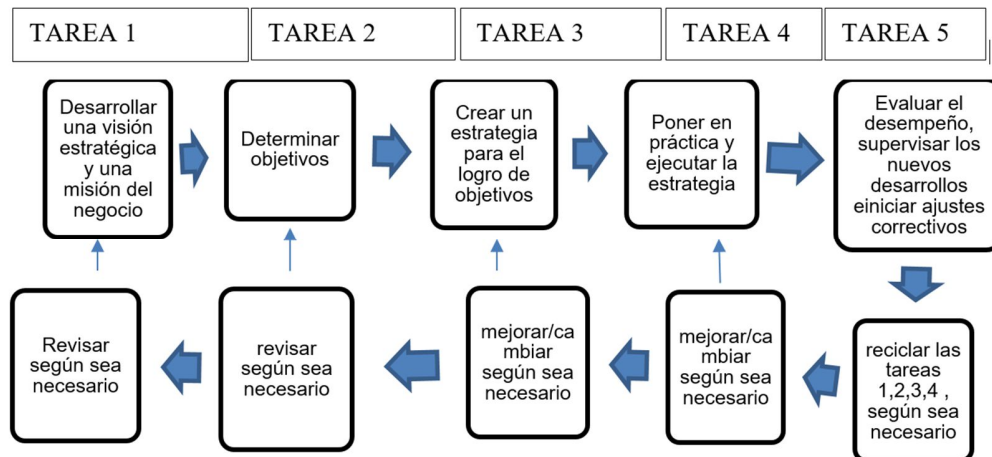 TAREA 1
TAREA 2
TAREA 3
TAREA 4
TAREA 5
Desarrollar
una visión
estratégica
y una
misión del
negocio
Determinar
objetivos
Crear un
estrategia
para el
logro de
objetivos
Poner en
práctica y
ejecutar la
estrategia
Evaluar el
desempeño,
supervisar los
nuevos
desarrollos
einiciar ajustes
correctivos
Revisar
según sea
necesario
revisar
según sea
necesario
mejorar/ca
mbiar
según sea
necesario
mejorar/ca
mbiar
según sea
necesario
reciclar las
tareas
1,2,3,4 ,
según sea
necesario